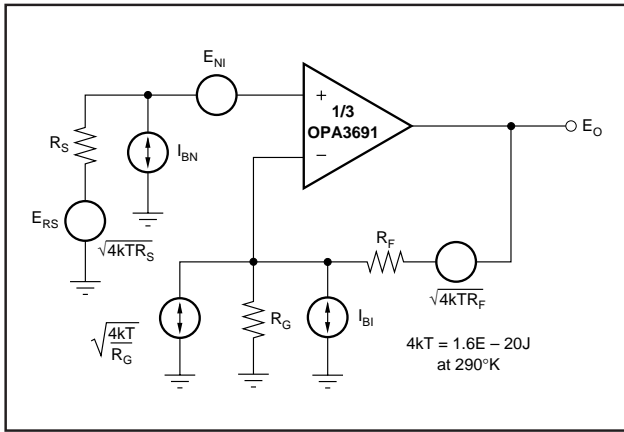 E_NI
1/3
OPA3691
+
−
E_O
R_S
I_BN
E_RS
√4kTR_S
R_F
√4kTR_F
√4kT/R_G
R_G
I_BI
4kT = 1.6E – 20J
at 290°K